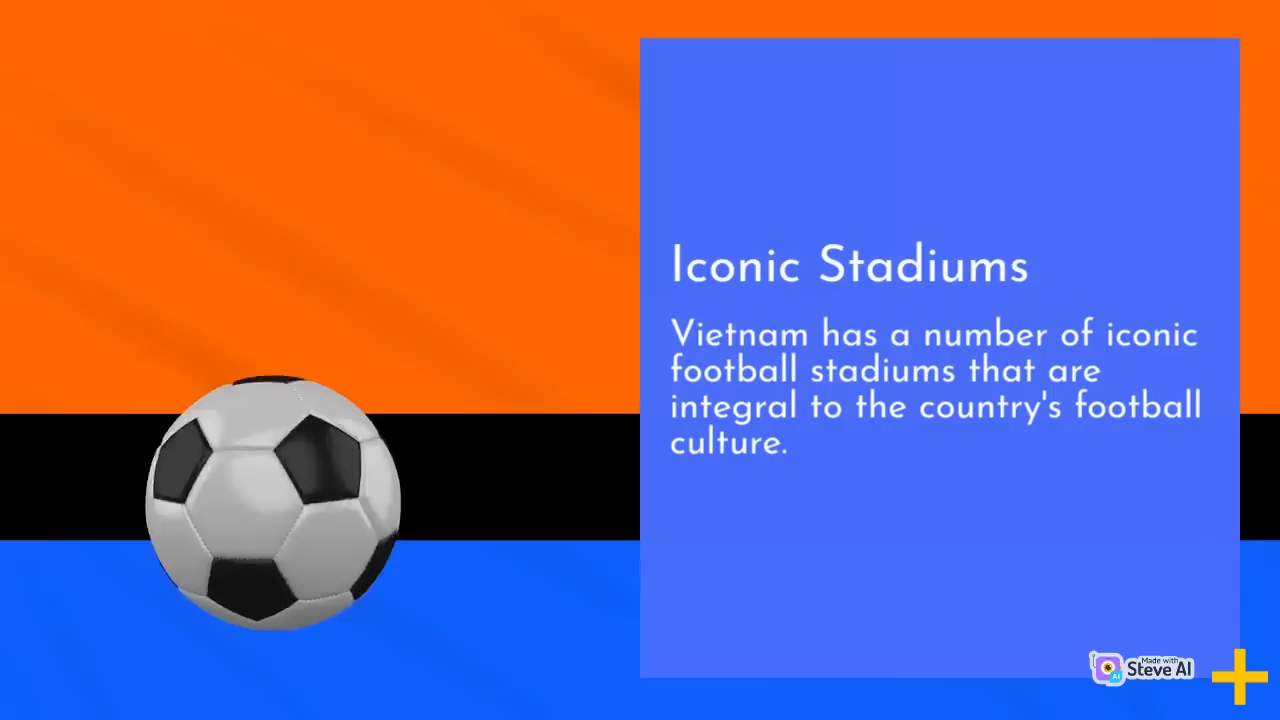 Iconic Stadiums
Vietnam has a number of iconic
football stadiums that are
integral to the country's football
culture.
Made with
Steve AI
AI